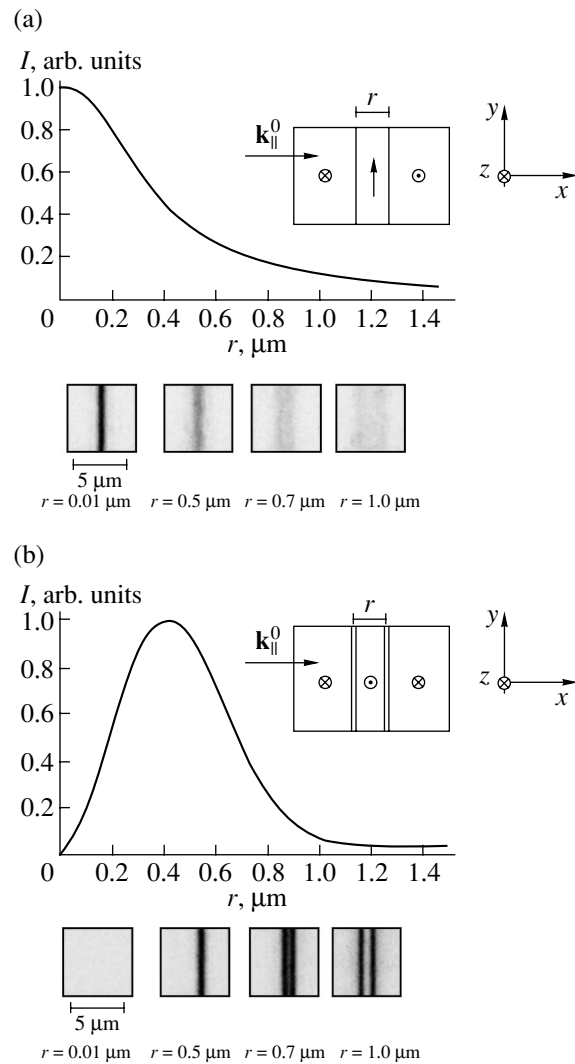 (a)
I, arb. units
1.0
0.8
0.6
0.4
0.2
0 0.2 0.4 0.6 0.8 1.0 1.2 1.4
r, μm
r
k∥⁰
y
z
x
5 μm
r = 0.01 μm r = 0.5 μm r = 0.7 μm r = 1.0 μm
(b)
I, arb. units
1.0
0.8
0.6
0.4
0.2
0 0.2 0.4 0.6 0.8 1.0 1.2 1.4
r, μm
r
k∥⁰
y
z
x
5 μm
r = 0.01 μm r = 0.5 μm r = 0.7 μm r = 1.0 μm